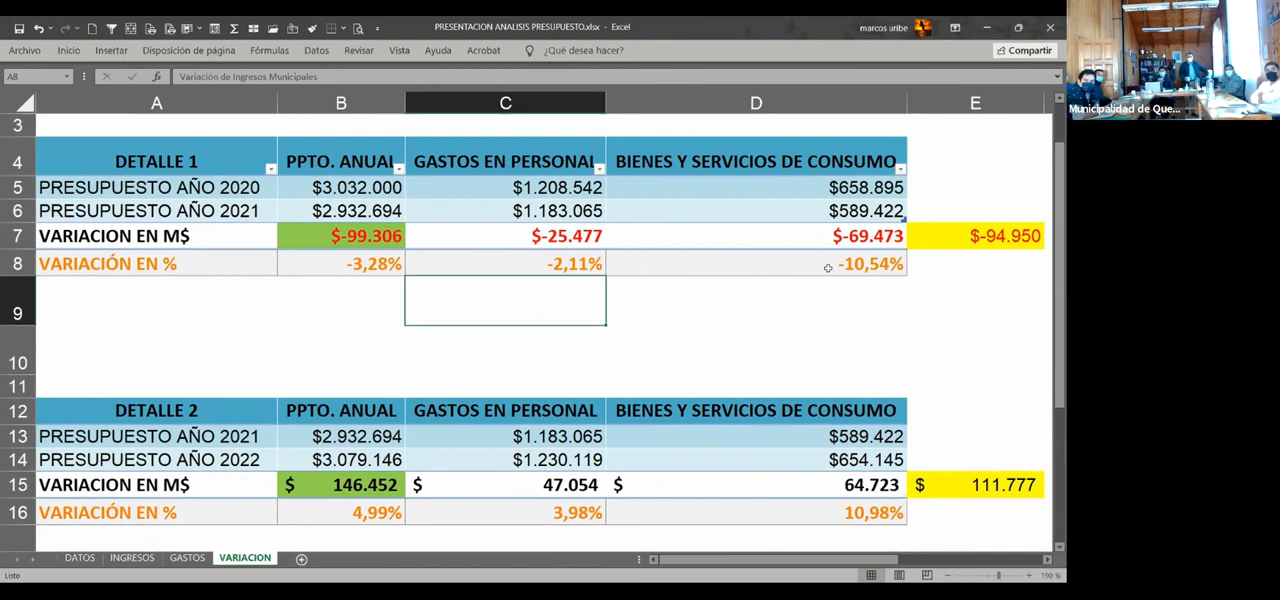 PRESENTACION ANALISIS PRESUPUESTO.xlsx - Excel
marcos uribe
Archivo Inicio Insertar Disposición de página Fórmulas Datos Revisar Vista Ayuda Acrobat ¿Qué desea hacer? Compartir
A8 fx Variación de Ingresos Municipales
A B C D E
3
4 DETALLE 1 PPTO. ANUAL GASTOS EN PERSONAL BIENES Y SERVICIOS DE CONSUMO
5 PRESUPUESTO AÑO 2020 $3.032.000 $1.208.542 $658.895
6 PRESUPUESTO AÑO 2021 $2.932.694 $1.183.065 $589.422
7 VARIACION EN M$ $-99.306 $-25.477 $-69.473 $-94.950
8 VARIACIÓN EN % -3,28% -2,11% -10,54%
9
10
11
12 DETALLE 2 PPTO. ANUAL GASTOS EN PERSONAL BIENES Y SERVICIOS DE CONSUMO
13 PRESUPUESTO AÑO 2021 $2.932.694 $1.183.065 $589.422
14 PRESUPUESTO AÑO 2022 $3.079.146 $1.230.119 $654.145
15 VARIACION EN M$ $ 146.452 $ 47.054 $ 64.723 $ 111.777
16 VARIACIÓN EN % 4,99% 3,98% 10,98%
DATOS INGRESOS GASTOS VARIACION
Listo
190 %
Municipalidad de Que...